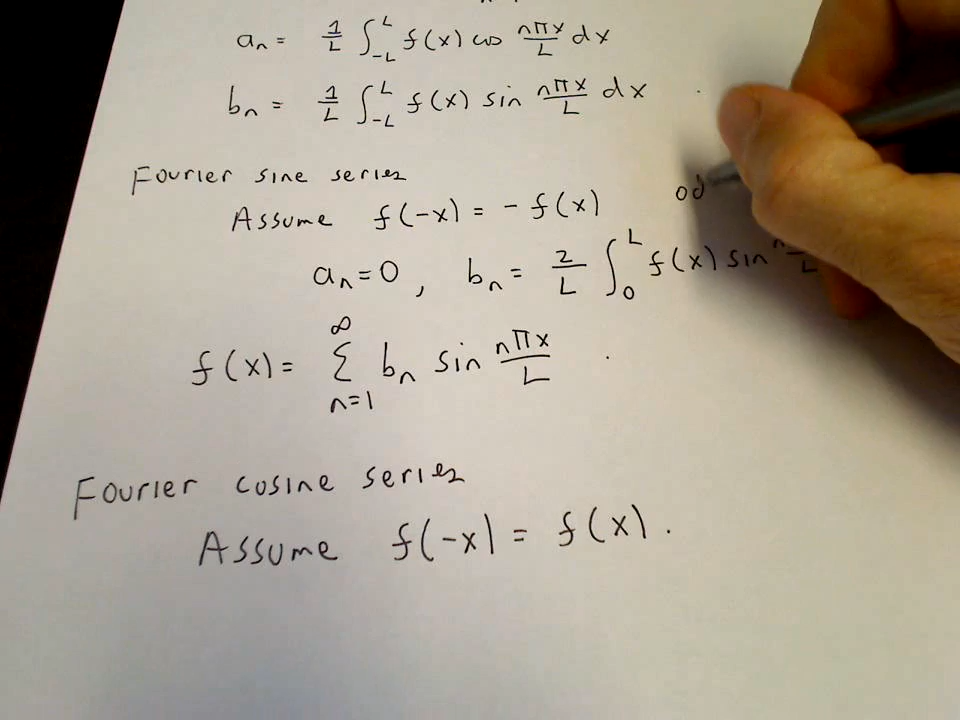 aₙ = 1/L ∫_{-L}^{L} f(x) cos nπx/L dx
bₙ = 1/L ∫_{-L}^{L} f(x) sin nπx/L dx .
Fourier sine series
Assume f(-x) = - f(x) od
aₙ = 0 , bₙ = 2/L ∫_0^L f(x) sin
f(x) = ∑_{n=1}^{∞} bₙ sin nπx/L .
Fourier cosine series
Assume f(-x) = f(x) .